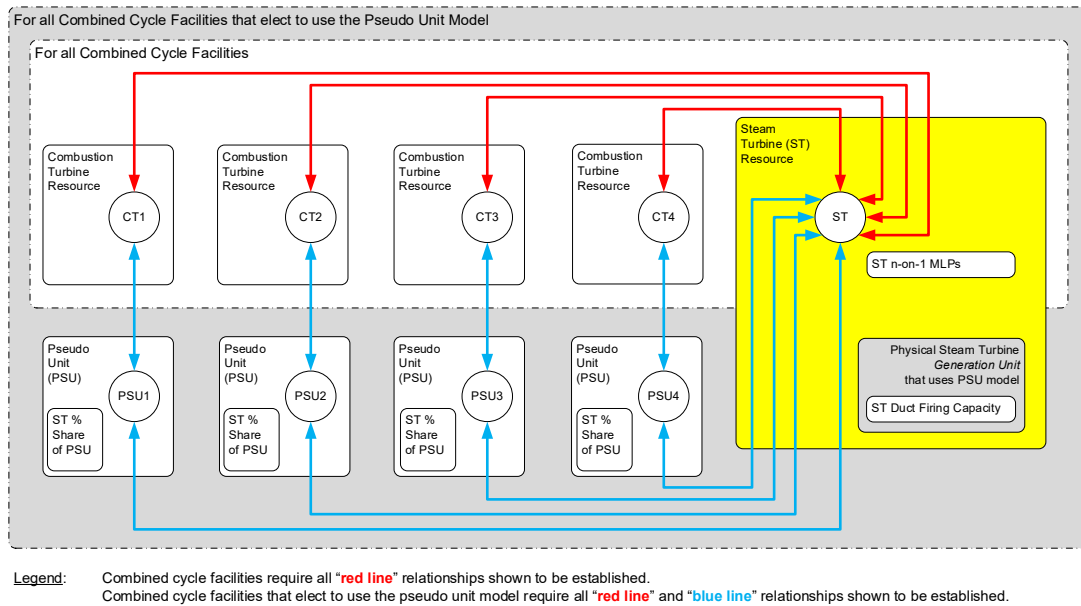 For all Combined Cycle Facilities that elect to use the Pseudo Unit Model
For all Combined Cycle Facilities
Combustion
Turbine
Resource
CT1
Combustion
Turbine
Resource
CT2
Combustion
Turbine
Resource
CT3
Combustion
Turbine
Resource
CT4
Steam
Turbine (ST)
Resource
ST
ST n-on-1 MLPs
Pseudo
Unit
(PSU)
PSU1
ST %
Share
of PSU
Pseudo
Unit
(PSU)
PSU2
ST %
Share
of PSU
Pseudo
Unit
(PSU)
PSU3
ST %
Share
of PSU
Pseudo
Unit
(PSU)
PSU4
ST %
Share
of PSU
Physical Steam Turbine
Generation Unit
that uses PSU model
ST Duct Firing Capacity
Legend: Combined cycle facilities require all “red line” relationships shown to be established.
Combined cycle facilities that elect to use the pseudo unit model require all “red line” and “blue line” relationships shown to be established.